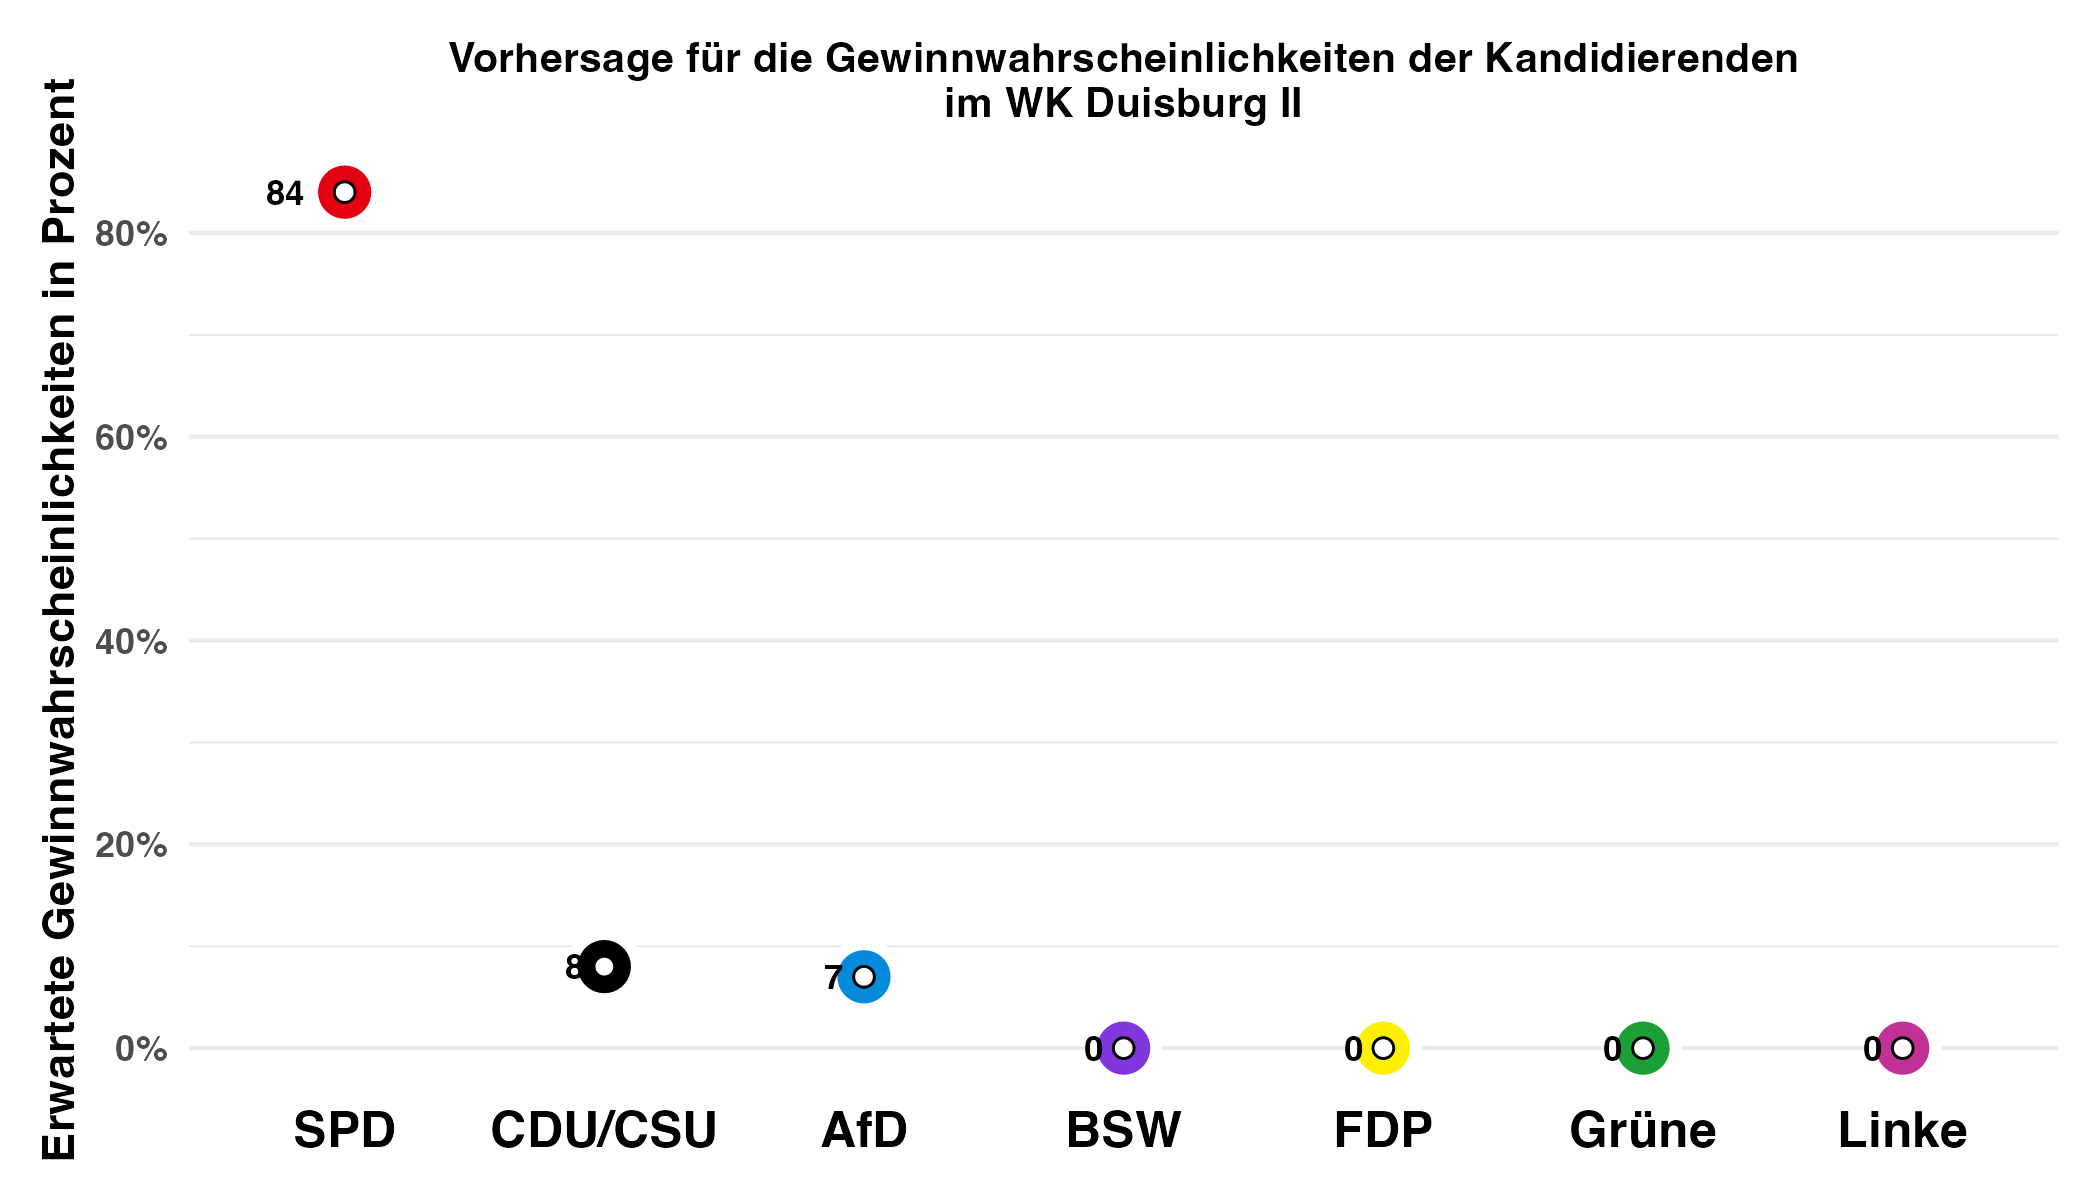 Vorhersage für die Gewinnwahrscheinlichkeiten der Kandidierenden
im WK Duisburg II
Erwartete Gewinnwahrscheinlichkeiten in Prozent
80%
60%
40%
20%
0%
84
8
7
0
0
0
0
SPD
CDU/CSU
AfD
BSW
FDP
Grüne
Linke